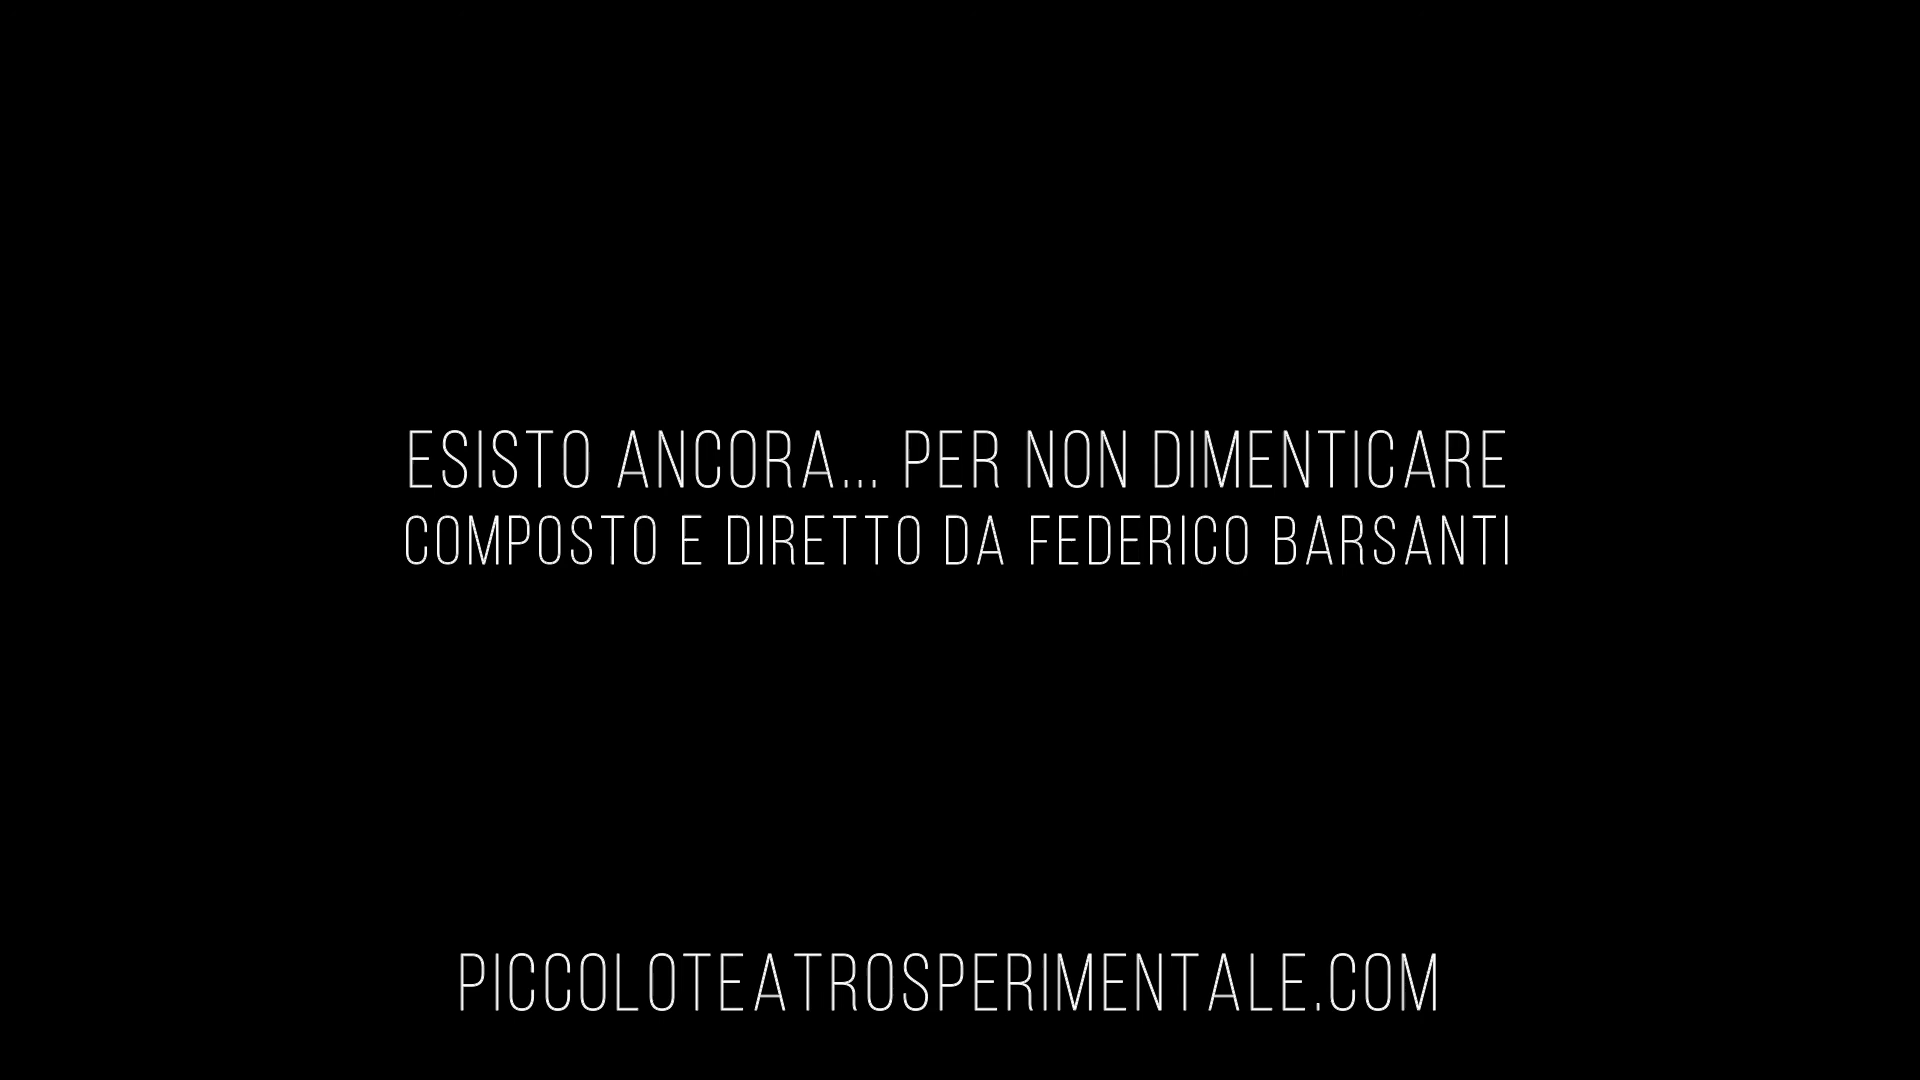 ESISTO ANCORA... PER NON DIMENTICARE
COMPOSTO E DIRETTO DA FEDERICO BARSANTI
PICCOLOTEATROSPERIMENTALE.COM